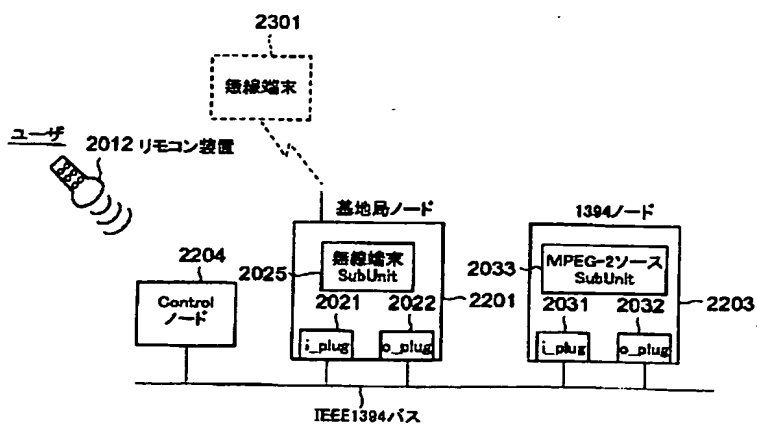 2301
無線端末
ユーザ
2012 リモコン装置
基地局ノード
1394ノード
2204
2025
無線端末
SubUnit
2033
MPEG-2ソース
SubUnit
Control
ノード
2021
2022
2201
2031
2032
2203
i_plug
o_plug
i_plug
o_plug
IEEE1394バス